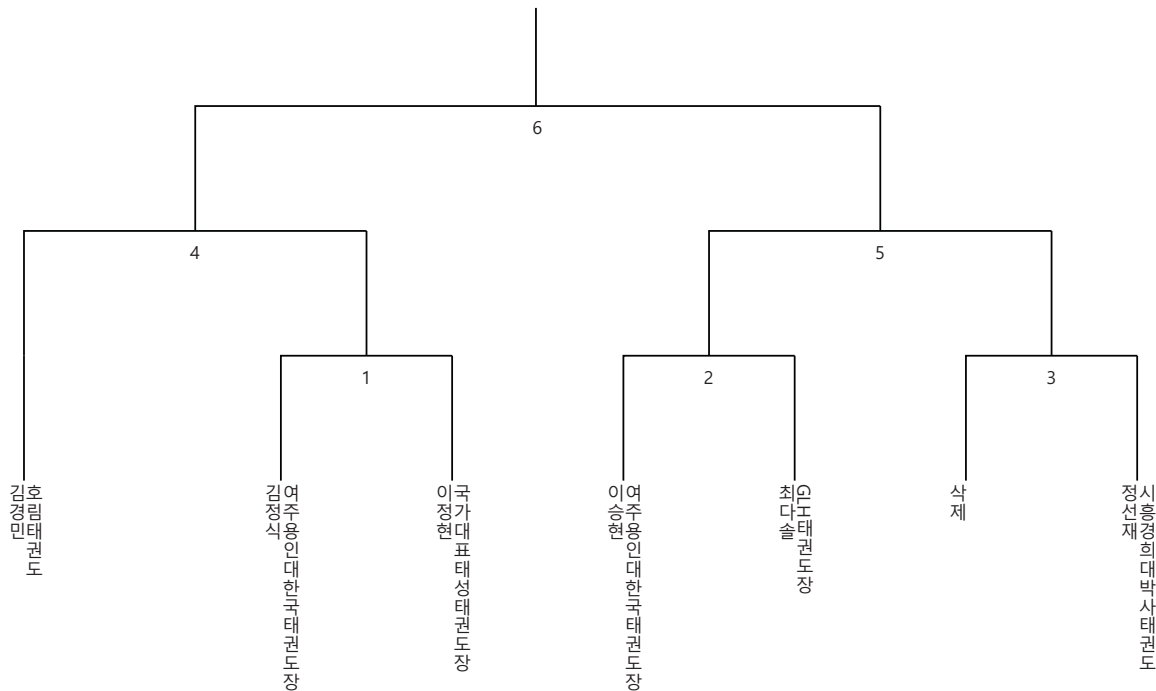 6
4
5
1
2
3
김경민
호림태권도
김정식
여주용인대한국태권도장
이정현
국가대표태성태권도장
이승현
여주용인대한국태권도장
최다솔
GLH태권도장
삭제
정선재
시흥경희대박사태권도